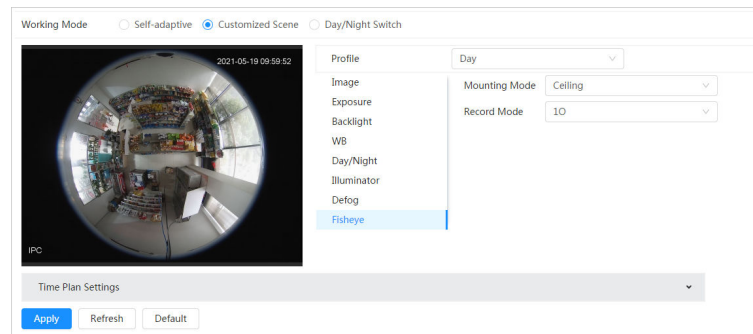 Working Mode Self-adaptive Customized Scene Day/Night Switch
2021-05-19 09:59:52
IPC
Profile Day
Image
Exposure
Backlight
WB
Day/Night
Illuminator
Defog
Fisheye
Mounting Mode Ceiling
Record Mode 1O
Time Plan Settings
Apply Refresh Default